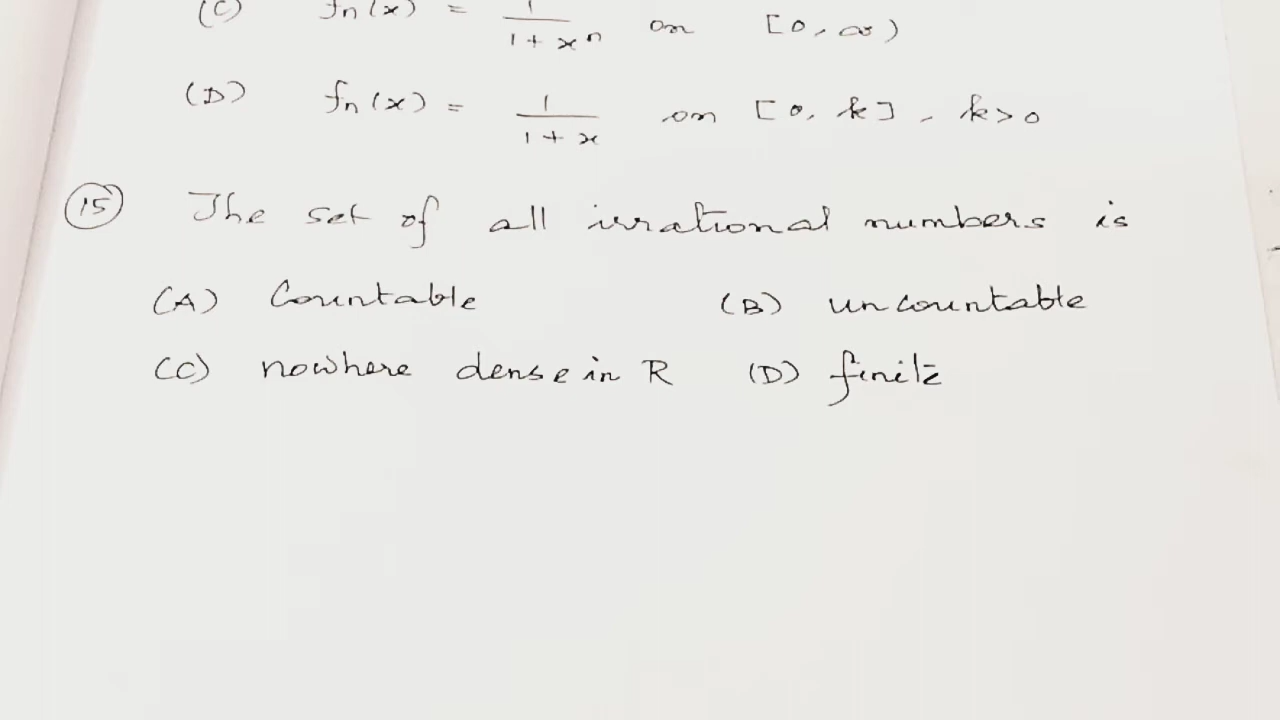 (C) fn(x) = 1/(1+x^n) on [0, ∞)
(D) fn(x) = 1/(1+x) on [0, k], k>0
15 The set of all irrational numbers is
(A) Countable (B) uncountable
(C) nowhere dense in R (D) finite